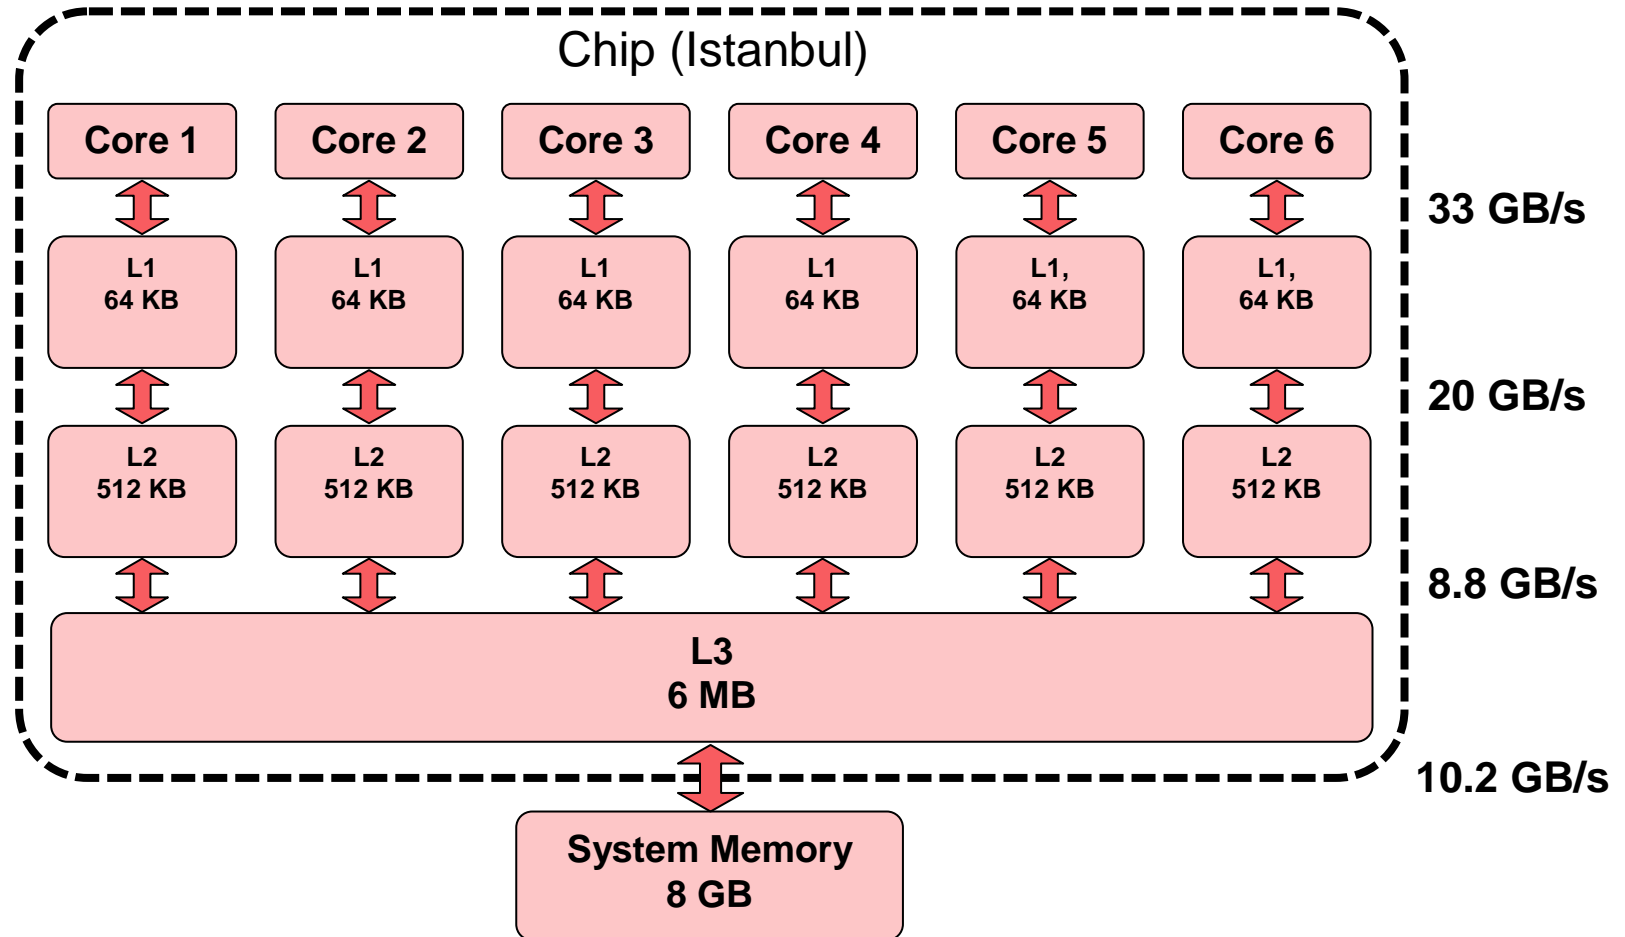 Chip (Istanbul)
Core 1
Core 2
Core 3
Core 4
Core 5
Core 6
33 GB/s
L1
64 KB
L1
64 KB
L1
64 KB
L1
64 KB
L1,
64 KB
L1,
64 KB
20 GB/s
L2
512 KB
L2
512 KB
L2
512 KB
L2
512 KB
L2
512 KB
L2
512 KB
8.8 GB/s
L3
6 MB
10.2 GB/s
System Memory
8 GB